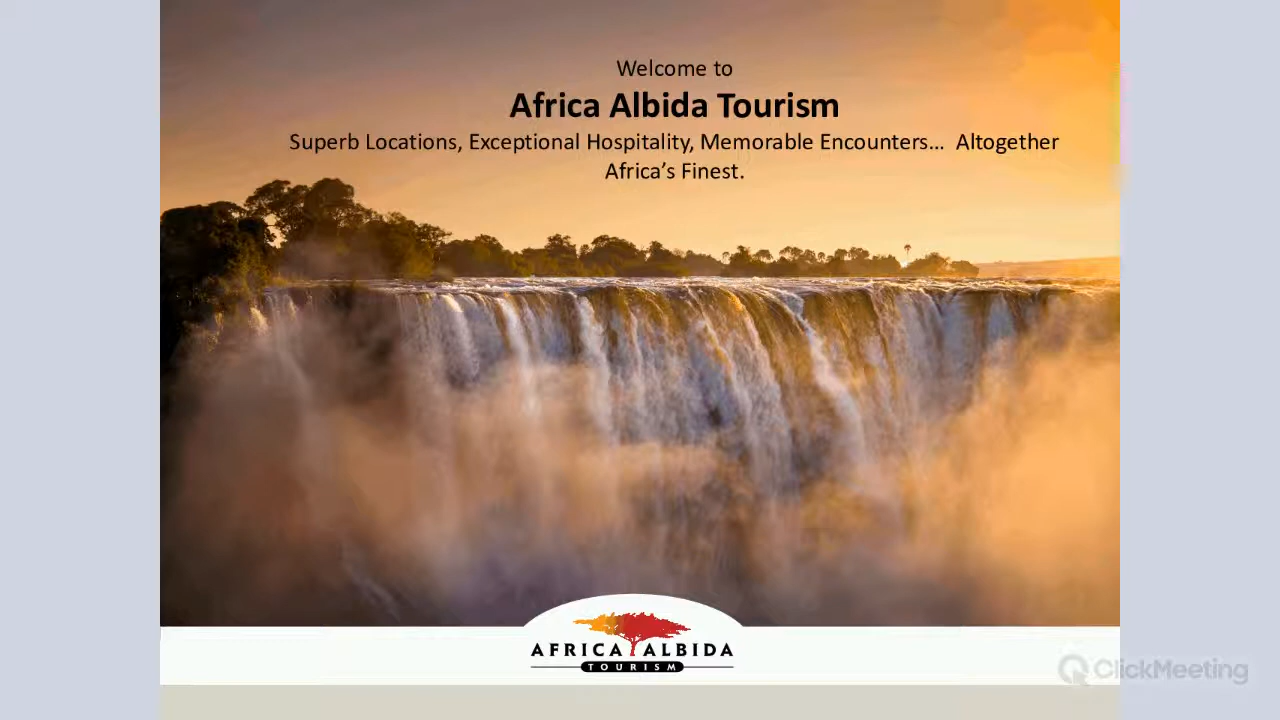 Welcome to
Africa Albida Tourism
Superb Locations, Exceptional Hospitality, Memorable Encounters… Altogether
Africa’s Finest.
AFRICA ALBIDA
TOURISM
ClickMeeting